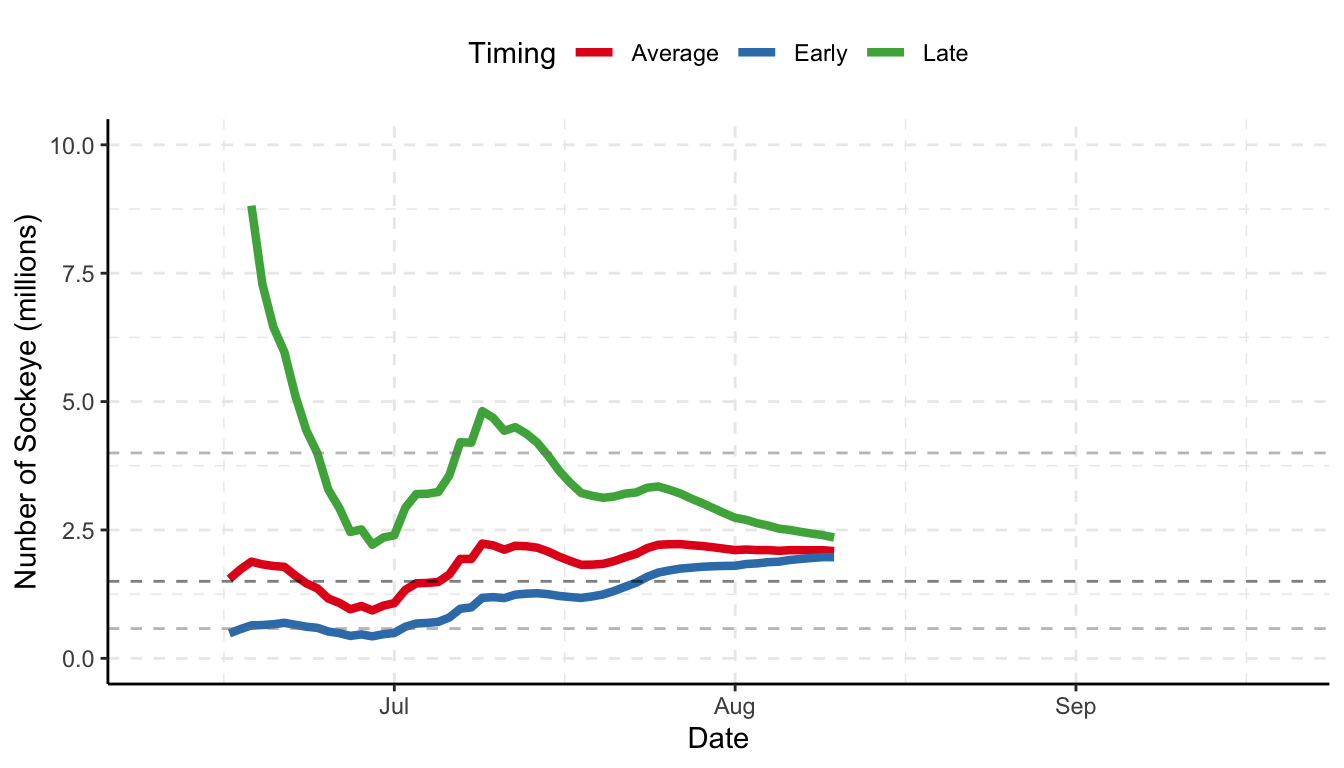 Timing Average Early Late
Nunber of Sockeye (millions)
10.0
7.5
5.0
2.5
0.0
Jul Aug Sep
Date